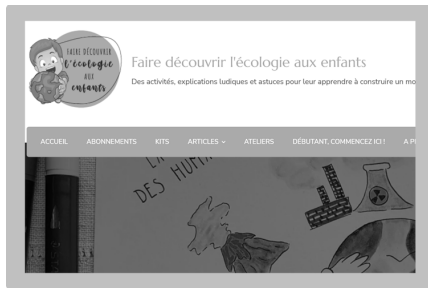 FAIRE DÉCOUVRIR
l'écologie
AUX
enfants
Faire découvrir l'écologie aux enfants
Des activités, explications ludiques et astuces pour leur apprendre à construire un mo
ACCUEIL ABONNEMENTS KITS ARTICLES ATELIERS DÉBUTANT, COMMENCEZ ICI ! A P
DES HUM